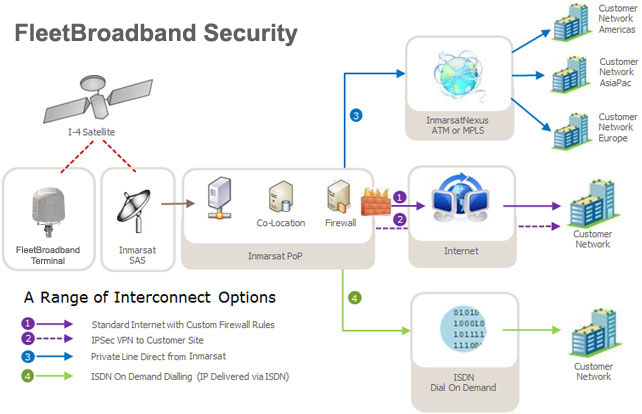 FleetBroadband Security
I-4 Satellite
FleetBroadband
Terminal
Inmarsat
SAS
Co-Location
Firewall
Inmarsat PoP
3
InmarsatNexus
ATM or MPLS
Customer
Network
Americas
Customer
Network
AsiaPac
Customer
Network
Europe
1
2
Internet
Customer
Network
4
01010
100010
101111
11100
ISDN
Dial On Demand
Customer
Network
A Range of Interconnect Options
1 Standard Internet with Custom Firewall Rules
2 IPSec VPN to Customer Site
3 Private Line Direct from Inmarsat
4 ISDN On Demand Dialling (IP Delivered via ISDN)